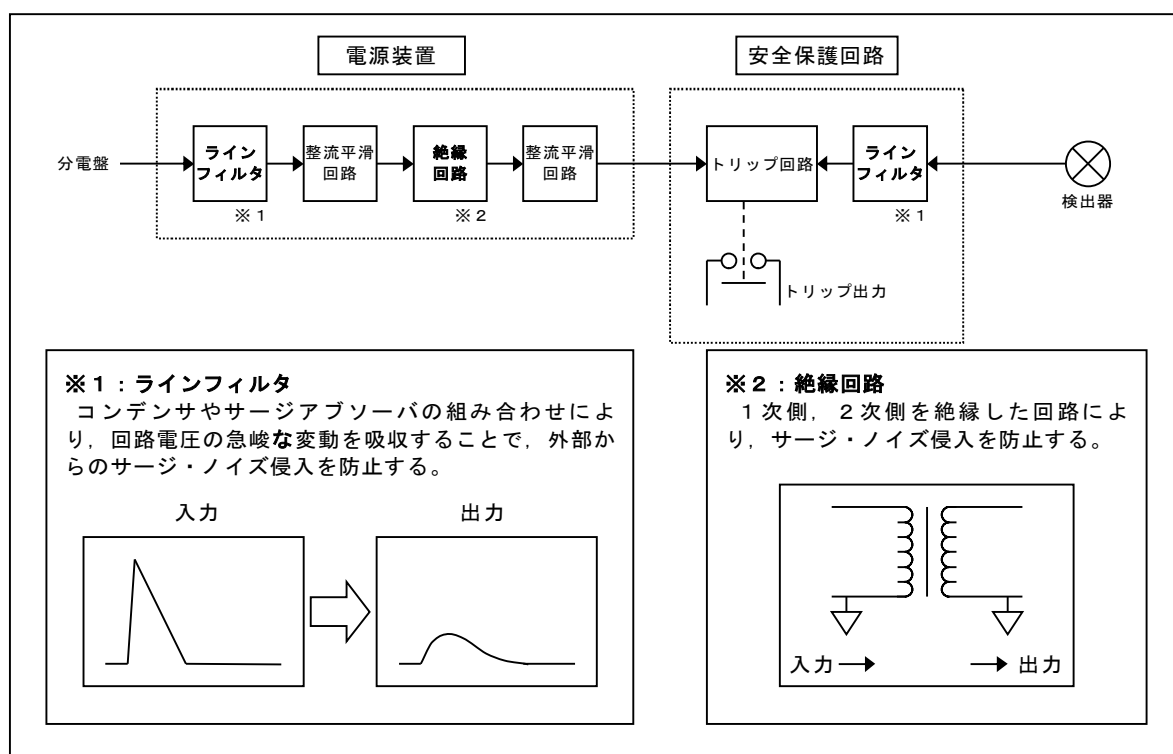 電源装置
安全保護回路
分電盤
ライン
フィルタ
※１
整流平滑
回路
絶縁
回路
※２
整流平滑
回路
トリップ回路
ライン
フィルタ
※１
検出器
トリップ出力
※１：ラインフィルタ
コンデンサやサージアブソーバの組み合わせによ
り，回路電圧の急峻な変動を吸収することで，外部か
らのサージ・ノイズ侵入を防止する。
入力
出力
※２：絶縁回路
１次側，２次側を絶縁した回路によ
り，サージ・ノイズ侵入を防止する。
入力
出力